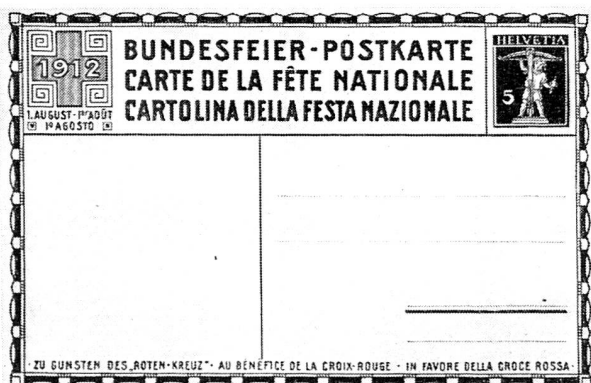 1912
1. AUGUST - 1ER AOÛT
1º AGOSTO
BUNDESFEIER-POSTKARTE
CARTE DE LA FÊTE NATIONALE
CARTOLINA DELLA FESTA NAZIONALE
HELVETIA
5
·ZU GUNSTEN DES „ROTEN-KREUZ"· AU BÉNÉFICE DE LA CROIX-ROUGE · IN FAVORE DELLA CROCE ROSSA·